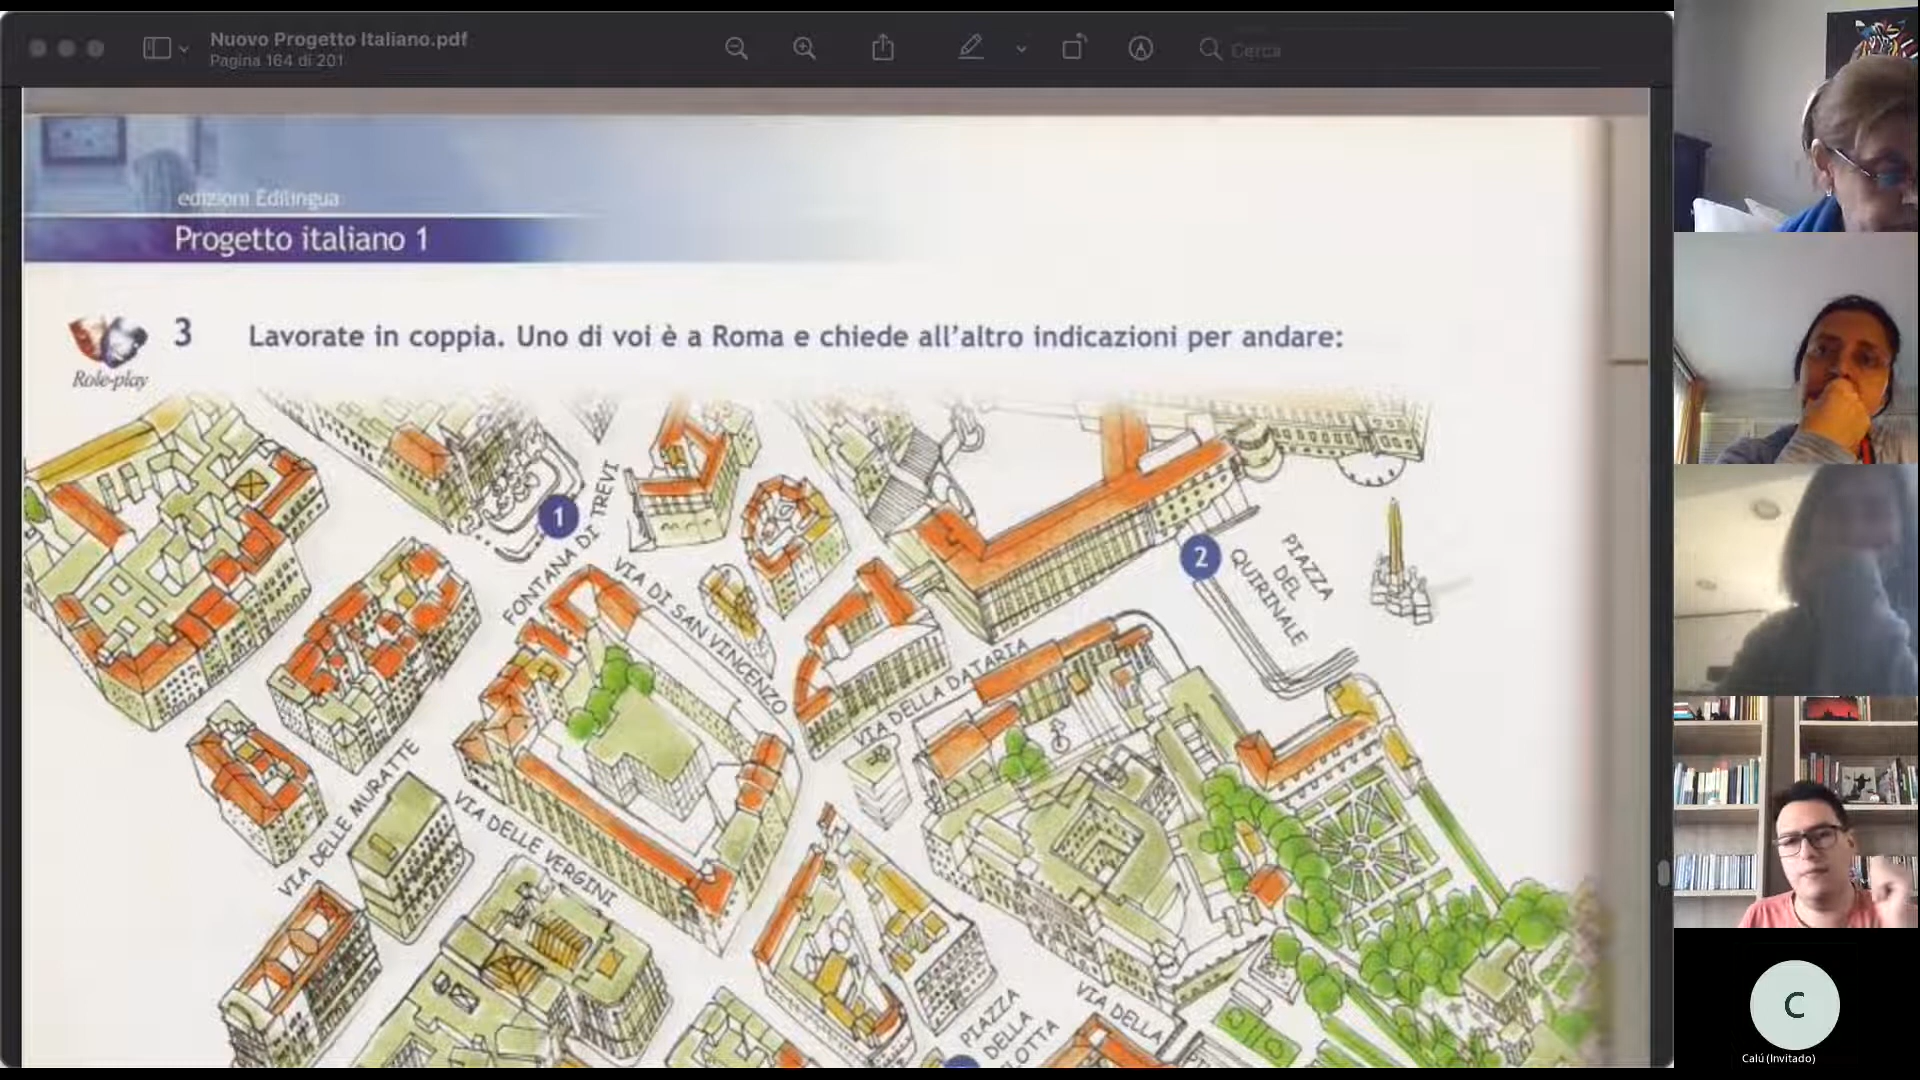 Nuovo Progetto Italiano.pdf
Pagina 164 di 201
Cerca
edizioni Edilingua
Progetto italiano 1
Role-play
3 Lavorate in coppia. Uno di voi è a Roma e chiede all'altro indicazioni per andare:
1
FONTANA DI TREVI
2
PIAZZA
DEL
QUIRINALE
VIA DI SAN VINCENZO
VIA DELLA DATARIA
VIA DELLE MURATTE
VIA DELLE VERGINI
PIAZZA
DELLA
VIA DELLA
C
Calú (Invitado)